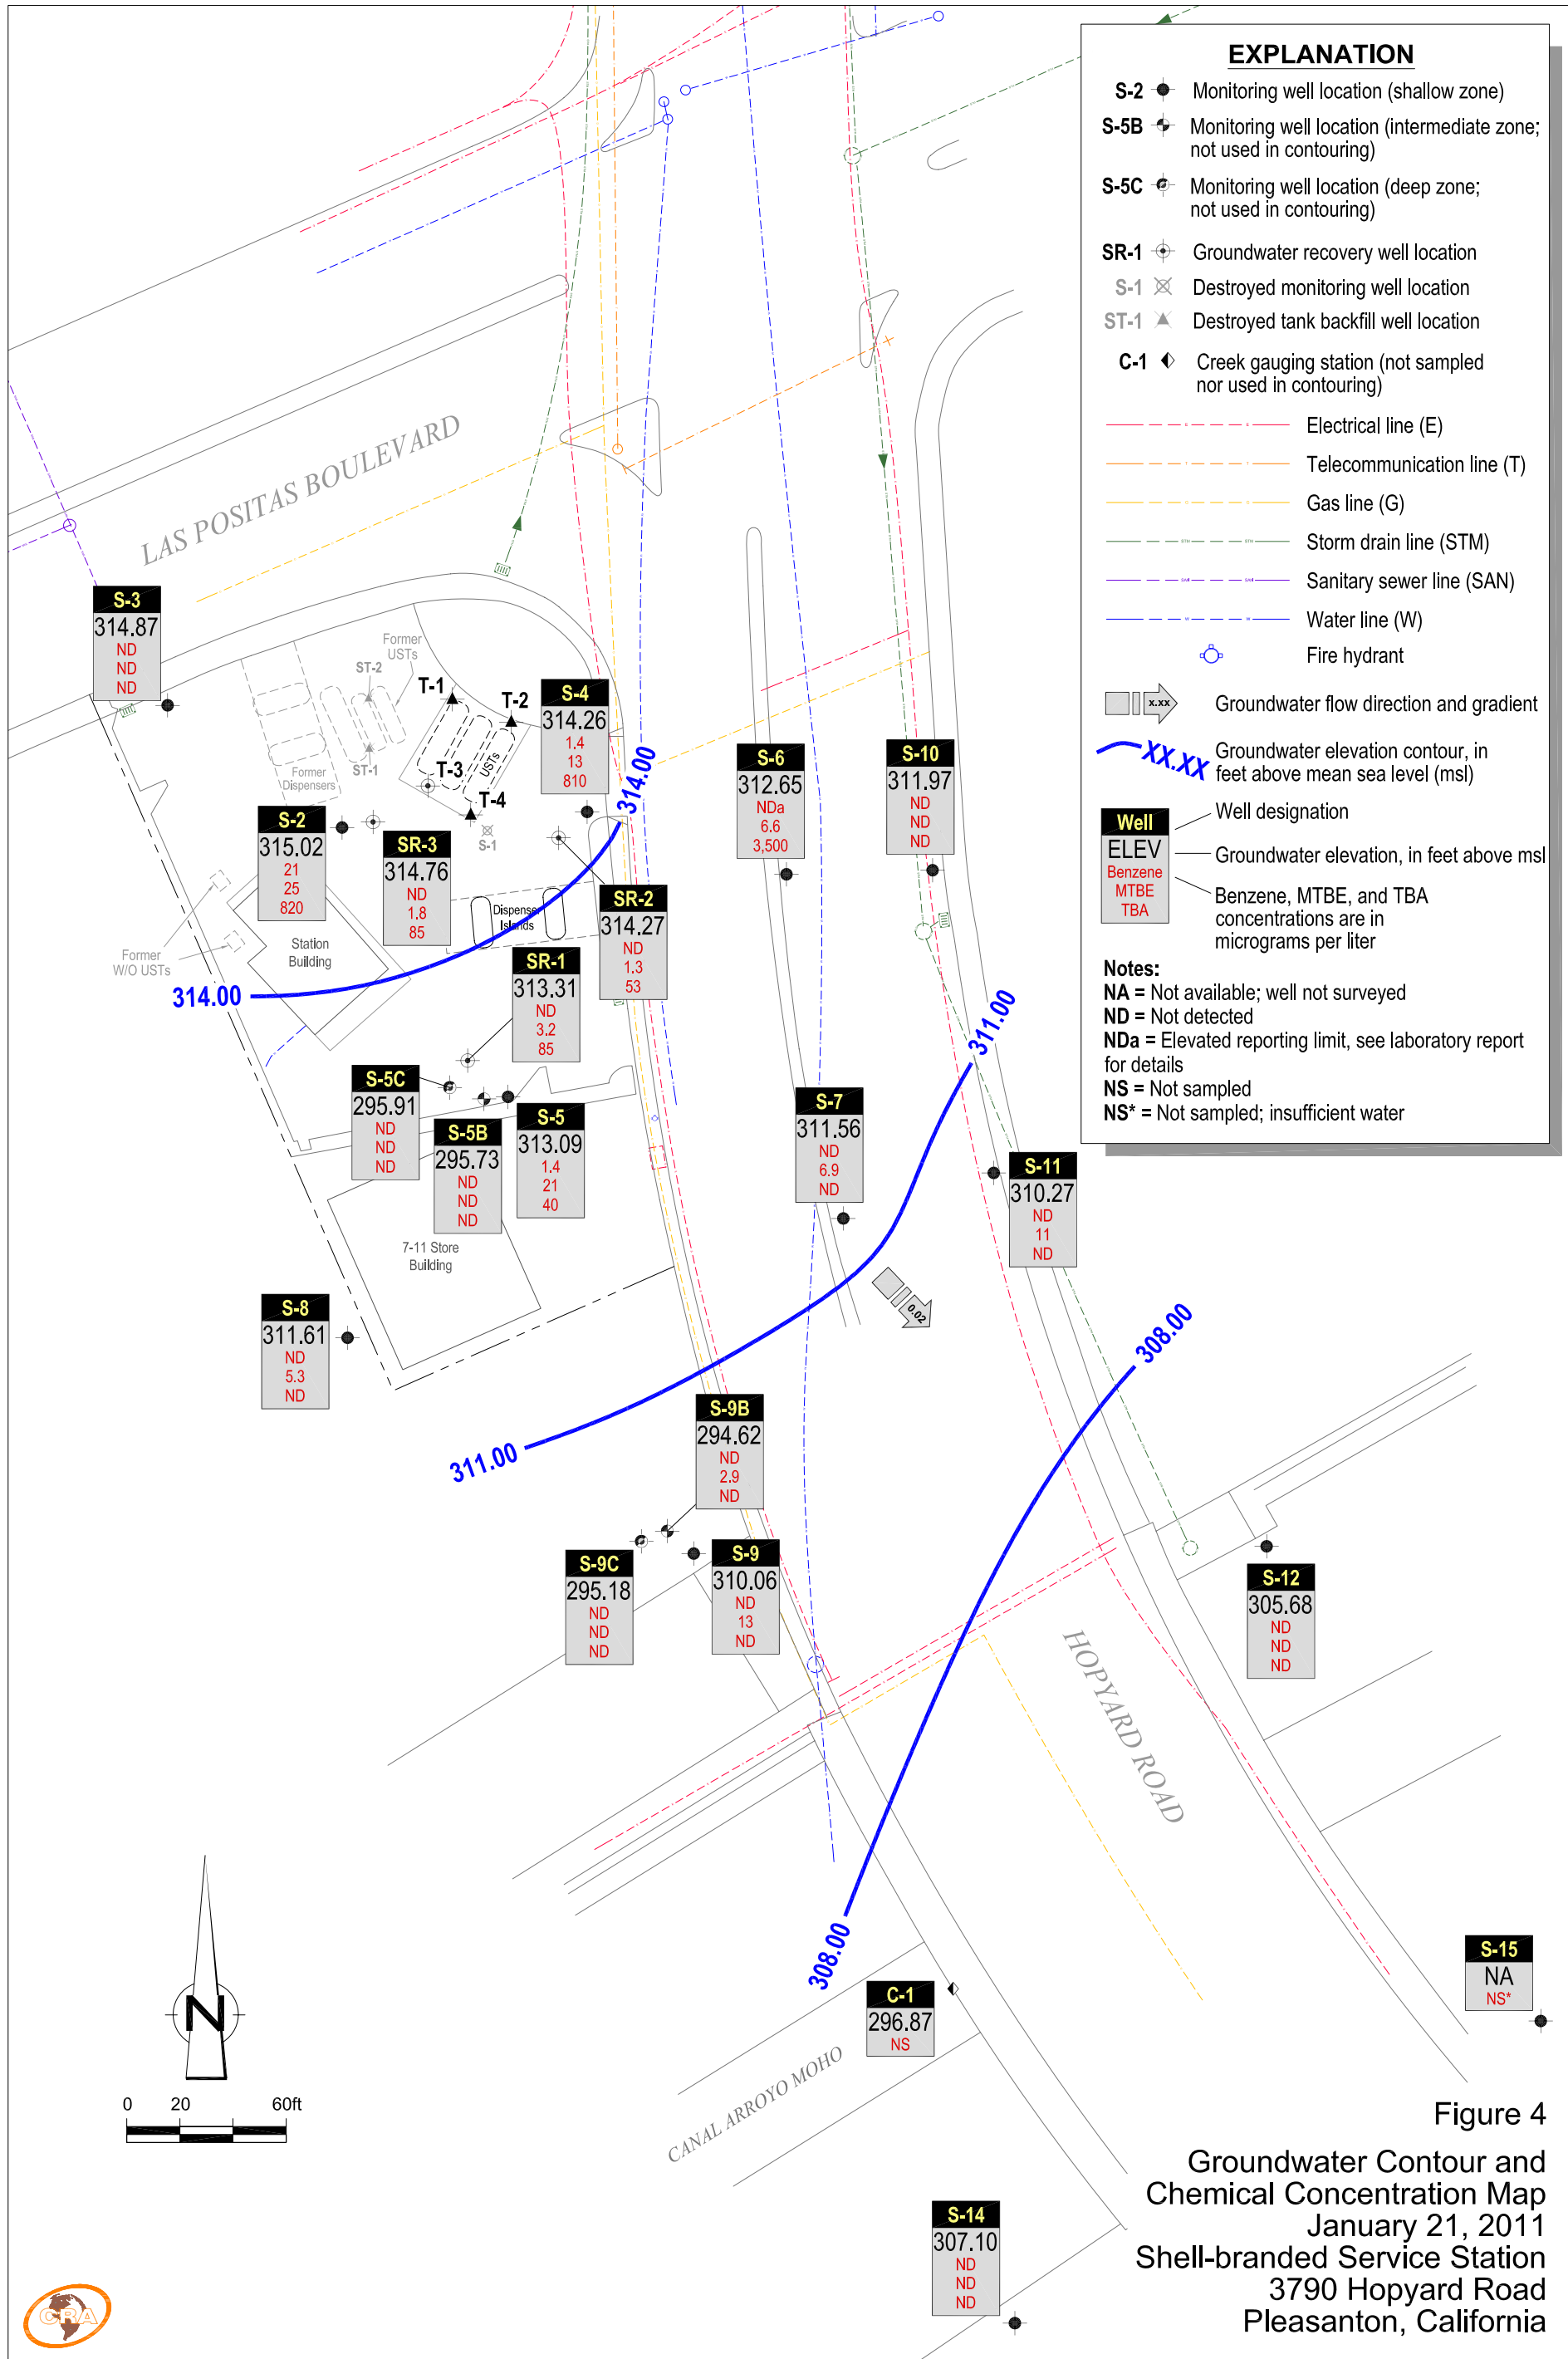 EXPLANATION
S-2 Monitoring well location (shallow zone)
S-5B Monitoring well location (intermediate zone;
not used in contouring)
S-5C Monitoring well location (deep zone;
not used in contouring)
SR-1 Groundwater recovery well location
S-1 Destroyed monitoring well location
ST-1 Destroyed tank backfill well location
C-1 Creek gauging station (not sampled
nor used in contouring)
Electrical line (E)
Telecommunication line (T)
Gas line (G)
Storm drain line (STM)
Sanitary sewer line (SAN)
Water line (W)
Fire hydrant
x.xx Groundwater flow direction and gradient
XX.XX Groundwater elevation contour, in
feet above mean sea level (msl)
Well
ELEV
Benzene
MTBE
TBA
Well designation
Groundwater elevation, in feet above msl
Benzene, MTBE, and TBA
concentrations are in
micrograms per liter
Notes:
NA = Not available; well not surveyed
ND = Not detected
NDa = Elevated reporting limit, see laboratory report
for details
NS = Not sampled
NS* = Not sampled; insufficient water
LAS POSITAS BOULEVARD
S-3
314.87
ND
ND
ND
Former
USTs
ST-2
ST-1
Former
Dispensers
T-1
T-2
T-3
T-4
USTs
S-1
S-4
314.26
1.4
13
810
314.00
S-6
312.65
NDa
6.6
3,500
S-10
311.97
ND
ND
ND
S-2
315.02
21
25
820
SR-3
314.76
ND
1.8
85
Dispenser
Islands
SR-2
314.27
ND
1.3
53
Former
W/O USTs
Station
Building
314.00
SR-1
313.31
ND
3.2
85
311.00
S-5C
295.91
ND
ND
ND
S-5B
295.73
ND
ND
ND
S-5
313.09
1.4
21
40
S-7
311.56
ND
6.9
ND
S-11
310.27
ND
11
ND
7-11 Store
Building
0.02
S-8
311.61
ND
5.3
ND
308.00
311.00
S-9B
294.62
ND
2.9
ND
S-9C
295.18
ND
ND
ND
S-9
310.06
ND
13
ND
S-12
305.68
ND
ND
ND
HOPYARD ROAD
308.00
S-15
NA
NS*
C-1
296.87
NS
CANAL ARROYO MOHO
N
0 20 60ft
S-14
307.10
ND
ND
ND
Figure 4
Groundwater Contour and
Chemical Concentration Map
January 21, 2011
Shell-branded Service Station
3790 Hopyard Road
Pleasanton, California
CRA